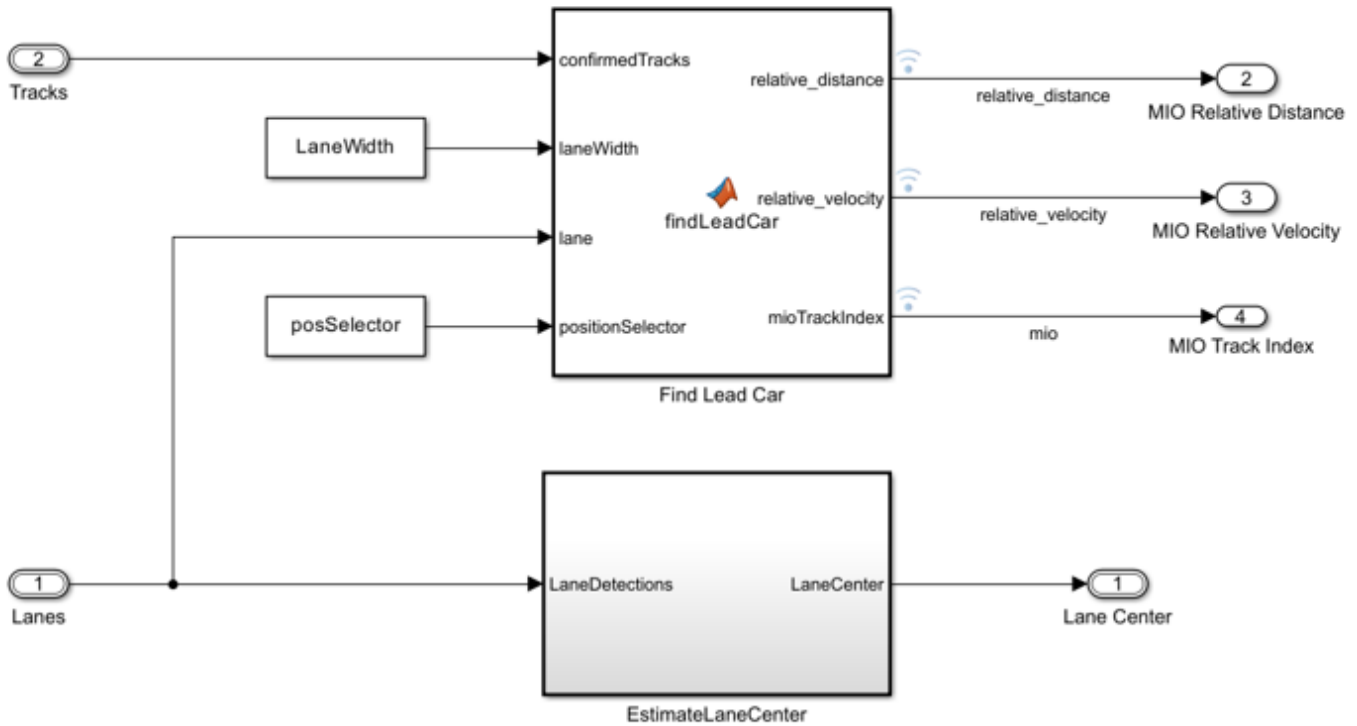 2
Tracks
LaneWidth
posSelector
confirmedTracks
laneWidth
lane
positionSelector
findLeadCar
relative_distance
relative_velocity
mioTrackIndex
Find Lead Car
relative_distance
2
MIO Relative Distance
relative_velocity
3
MIO Relative Velocity
mio
4
MIO Track Index
1
Lanes
LaneDetections
LaneCenter
EstimateLaneCenter
1
Lane Center